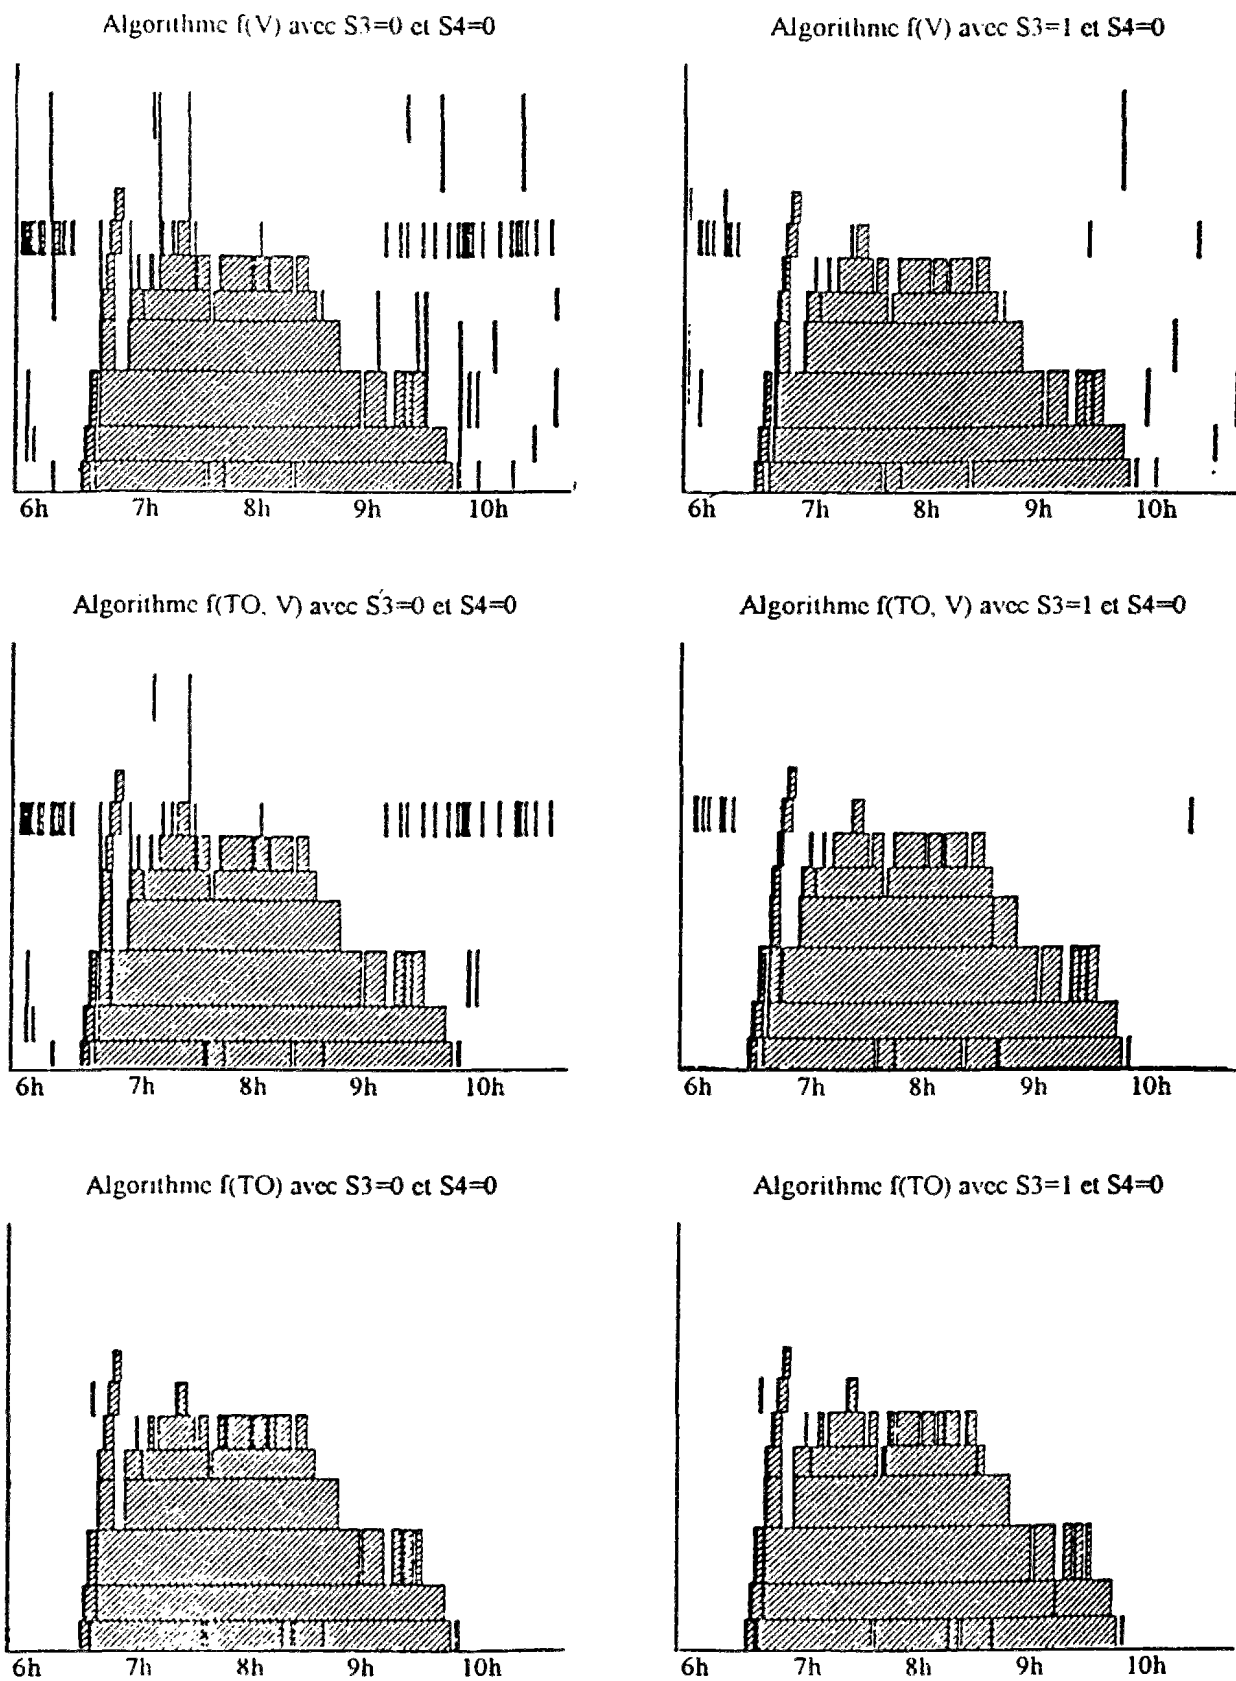 Algorithme f(V) avec S3=0 et S4=0
Algorithme f(V) avec S3=1 et S4=0
6h 7h 8h 9h 10h
6h 7h 8h 9h 10h
Algorithme f(TO, V) avec S3=0 et S4=0
Algorithme f(TO, V) avec S3=1 et S4=0
6h 7h 8h 9h 10h
6h 7h 8h 9h 10h
Algorithme f(TO) avec S3=0 et S4=0
Algorithme f(TO) avec S3=1 et S4=0
6h 7h 8h 9h 10h
6h 7h 8h 9h 10h